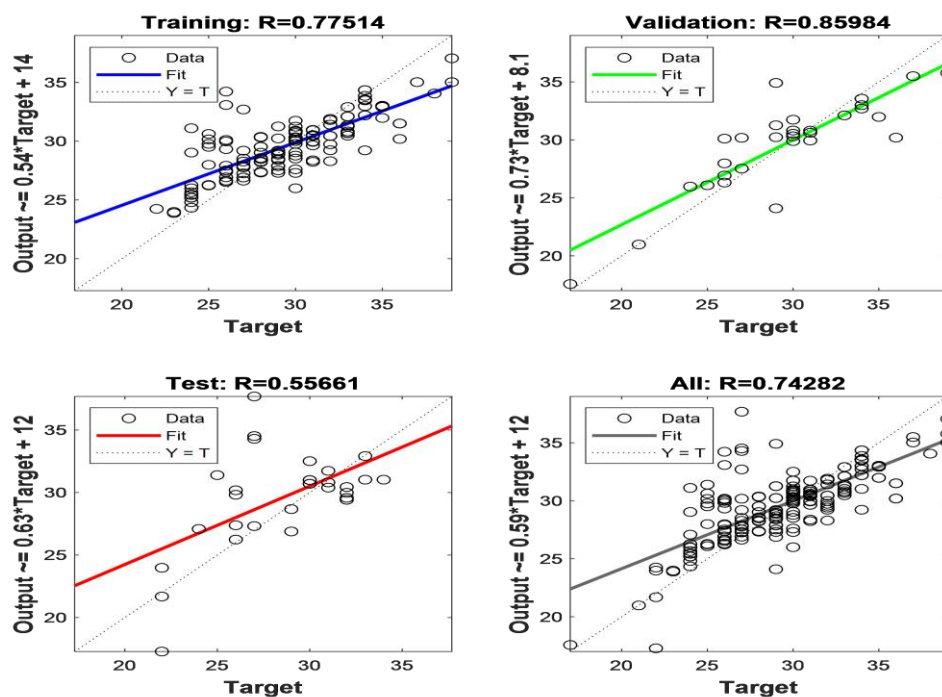 Training: R=0.77514
Output ~= 0.54*Target + 14
Data
Fit
Y = T
35
30
25
20
20 25 30 35
Target
Validation: R=0.85984
Output ~= 0.73*Target + 8.1
Data
Fit
Y = T
35
30
25
20
20 25 30 35
Target
Test: R=0.55661
Output ~= 0.63*Target + 12
Data
Fit
Y = T
35
30
25
20
20 25 30 35
Target
All: R=0.74282
Output ~= 0.59*Target + 12
Data
Fit
Y = T
35
30
25
20
20 25 30 35
Target